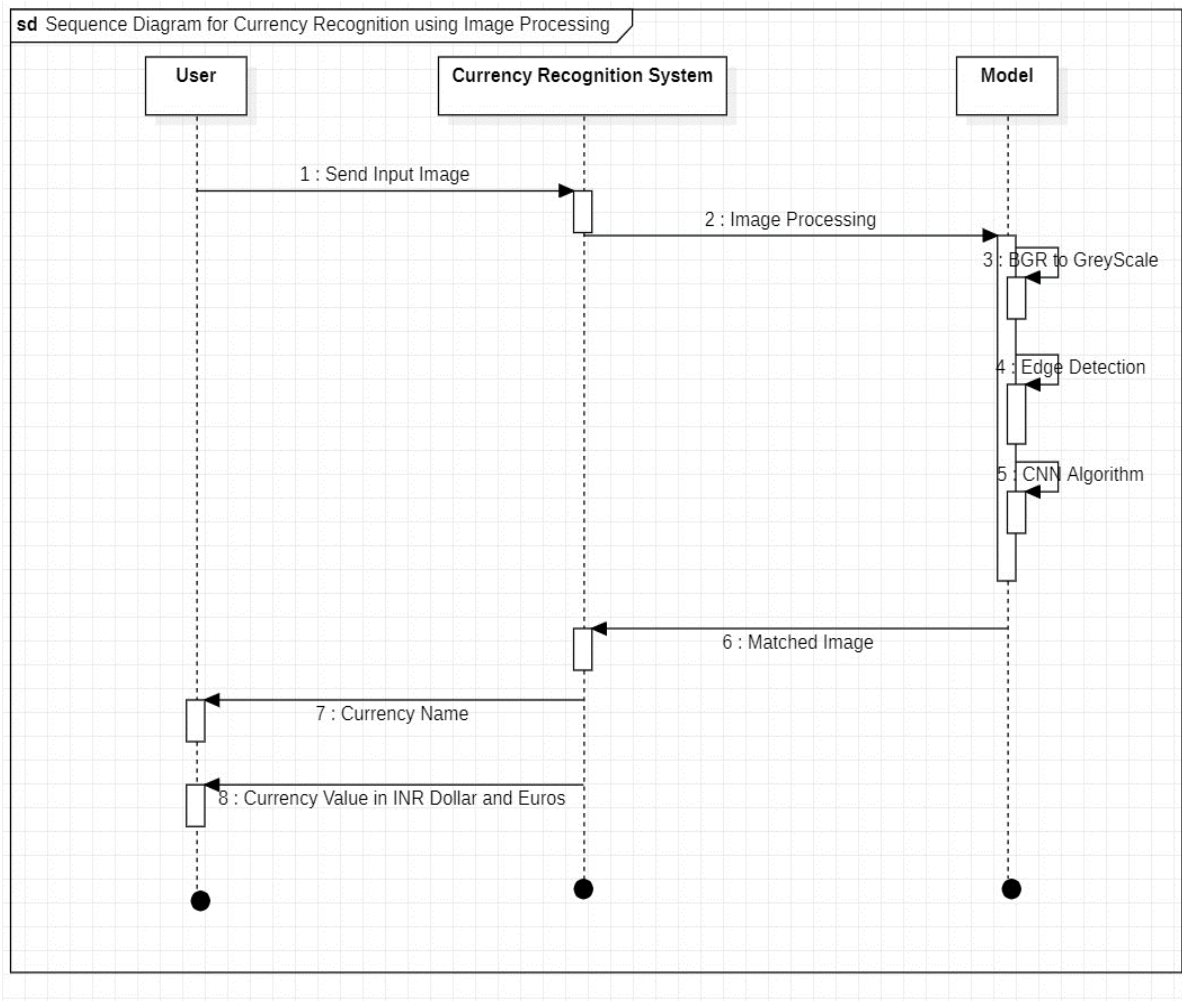 sd Sequence Diagram for Currency Recognition using Image Processing
User
Currency Recognition System
Model
1 : Send Input Image
2 : Image Processing
3 : BGR to GreyScale
4 : Edge Detection
5 : CNN Algorithm
6 : Matched Image
7 : Currency Name
8 : Currency Value in INR Dollar and Euros